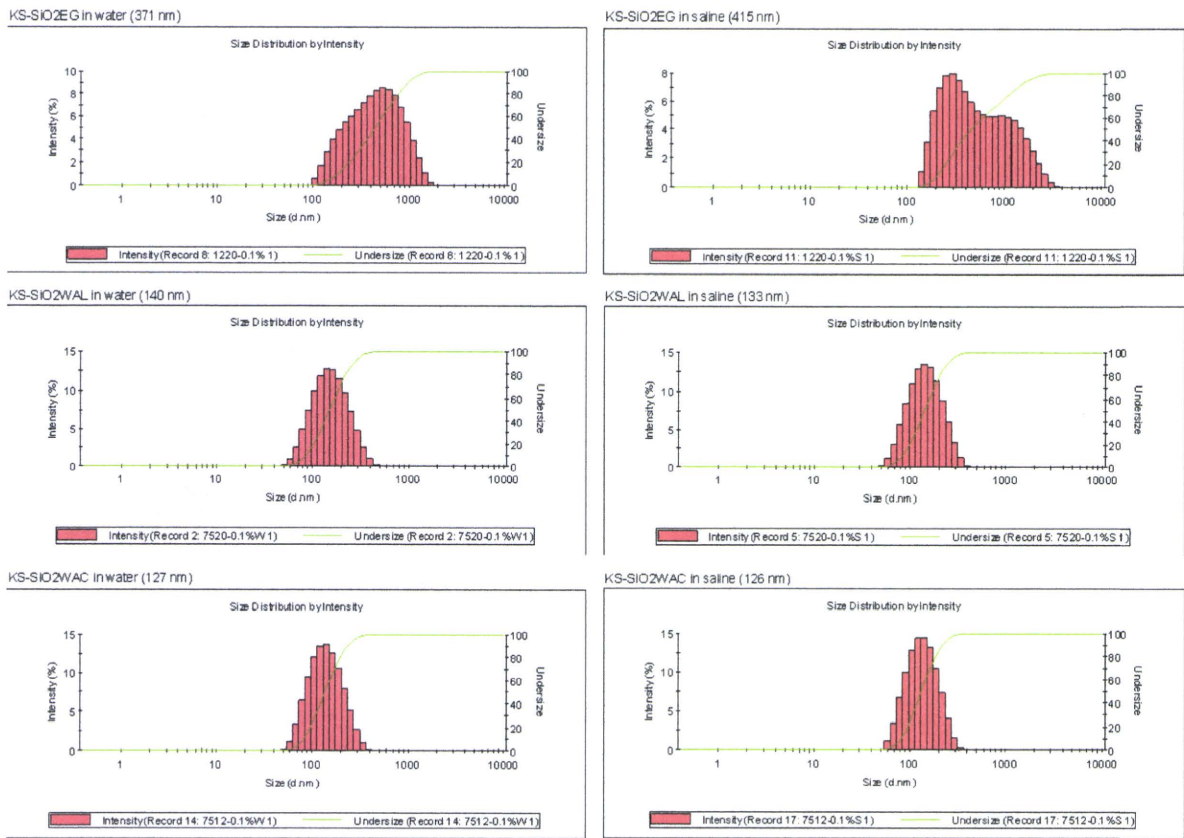 KS-SiO2EG in water (371 nm)
Size Distribution by Intensity
10
8
6
4
2
0
Intensity (%)
100
80
60
40
20
0
Undersize
1 10 100 1000 10000
Size (d.nm)
Intensity (Record 8: 1220-0.1% 1) Undersize (Record 8: 1220-0.1% 1)
KS-SiO2EG in saline (415 nm)
Size Distribution by Intensity
8
6
4
2
0
Intensity (%)
100
80
60
40
20
0
Undersize
1 10 100 1000 10000
Size (d.nm)
Intensity (Record 11: 1220-0.1%S 1) Undersize (Record 11: 1220-0.1%S 1)
KS-SiO2WAL in water (140 nm)
Size Distribution by Intensity
15
10
5
0
Intensity (%)
100
80
60
40
20
0
Undersize
1 10 100 1000 10000
Size (d.nm)
Intensity (Record 2: 7520-0.1%W 1) Undersize (Record 2: 7520-0.1%W 1)
KS-SiO2WAL in saline (133 nm)
Size Distribution by Intensity
15
10
5
0
Intensity (%)
100
80
60
40
20
0
Undersize
1 10 100 1000 10000
Size (d.nm)
Intensity (Record 5: 7520-0.1%S 1) Undersize (Record 5: 7520-0.1%S 1)
KS-SiO2WAC in water (127 nm)
Size Distribution by Intensity
15
10
5
0
Intensity (%)
100
80
60
40
20
0
Undersize
1 10 100 1000 10000
Size (d.nm)
Intensity (Record 14: 7512-0.1%W 1) Undersize (Record 14: 7512-0.1%W 1)
KS-SiO2WAC in saline (126 nm)
Size Distribution by Intensity
15
10
5
0
Intensity (%)
100
80
60
40
20
0
Undersize
1 10 100 1000 10000
Size (d.nm)
Intensity (Record 17: 7512-0.1%S 1) Undersize (Record 17: 7512-0.1%S 1)